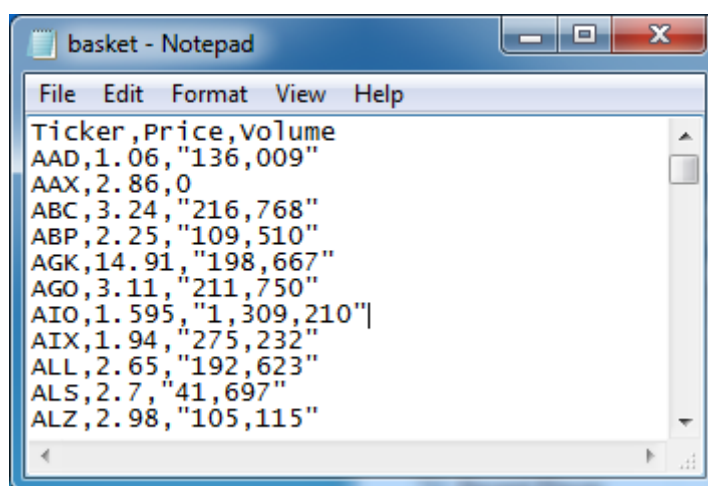 basket - Notepad
File Edit Format View Help
Ticker,Price,Volume
AAD,1.06,"136,009"
AAX,2.86,0
ABC,3.24,"216,768"
ABP,2.25,"109,510"
AGK,14.91,"198,667"
AGO,3.11,"211,750"
AIO,1.595,"1,309,210"
AIX,1.94,"275,232"
ALL,2.65,"192,623"
ALS,2.7,"41,697"
ALZ,2.98,"105,115"